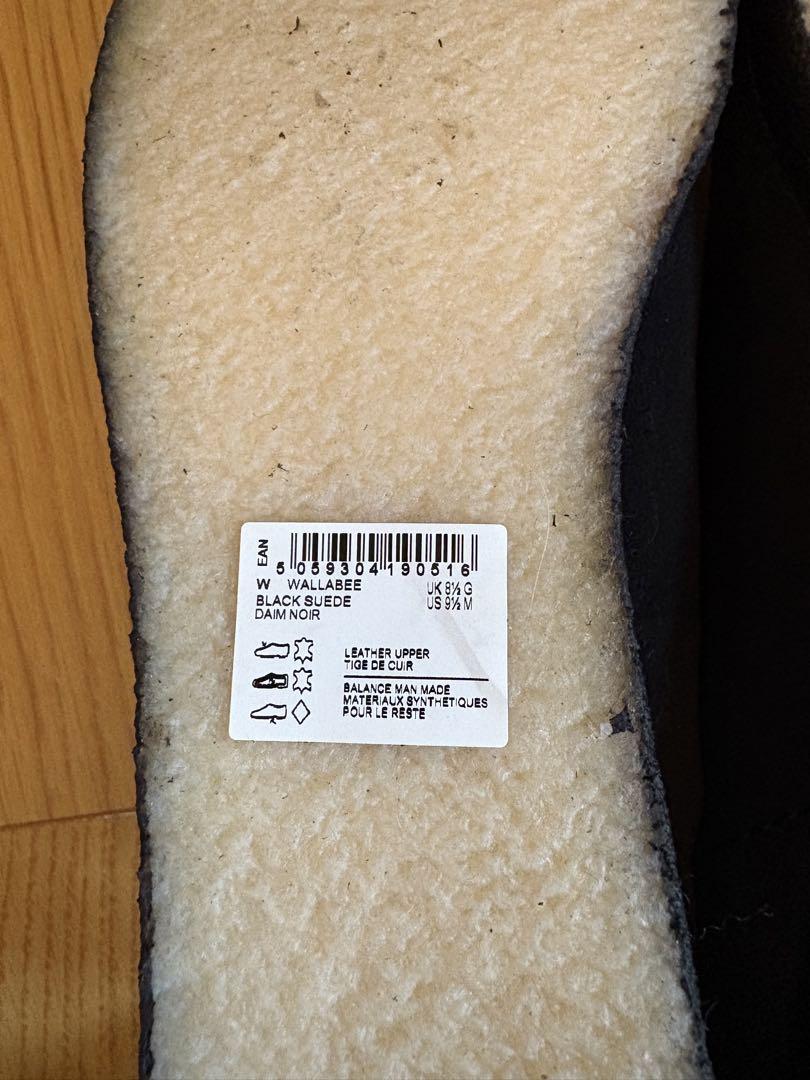 EAN
5 059304 190516
W WALLABEE UK 8½ G
BLACK SUEDE US 9½ M
DAIM NOIR
LEATHER UPPER
TIGE DE CUIR
BALANCE MAN MADE
MATERIAUX SYNTHETIQUES
POUR LE RESTE